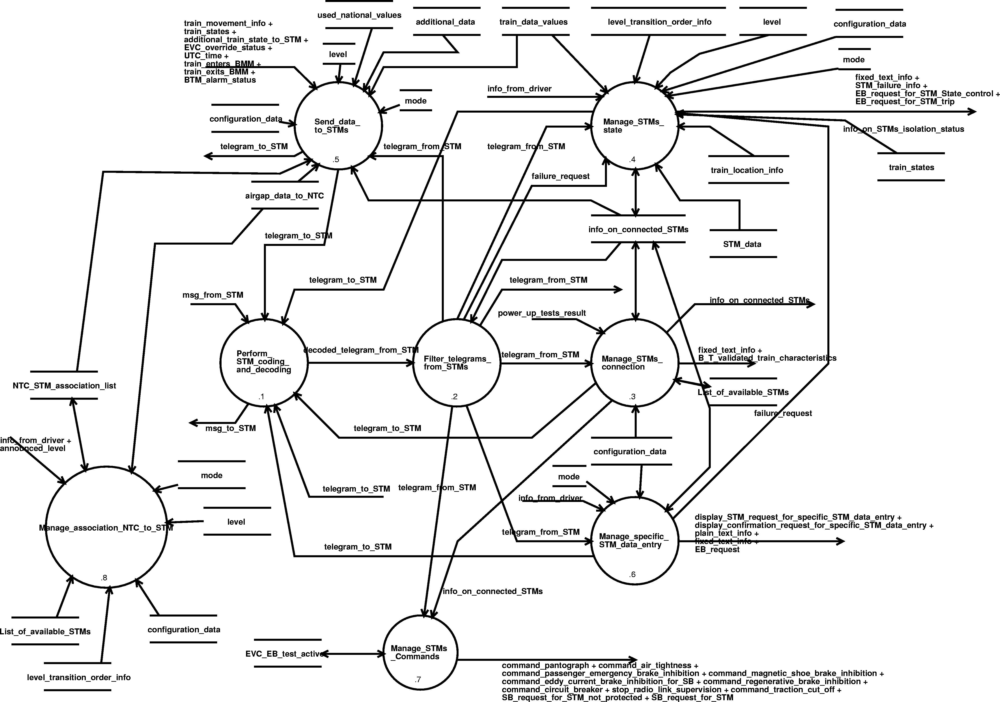 used_national_values
additional_data
train_data_values
level_transition_order_info
level
configuration_data
train_movement_info +
train_states +
additional_train_state_to_STM +
EVC_override_status +
UTC_time +
train_enters_BMM +
train_exits_BMM +
BTM_alarm_status
level
mode
fixed_text_info +
STM_failure_info +
EB_request_for_STM_State_control +
EB_request_for_STM_trip
info_from_driver
mode
configuration_data
Send_data_
to_STMs
.5
Manage_STMs_
state
.4
info_on_STMs_isolation_status
telegram_to_STM
telegram_from_STM
telegram_from_STM
train_location_info
train_states
failure_request
airgap_data_to_NTC
info_on_connected_STMs
telegram_to_STM
STM_data
telegram_to_STM
telegram_from_STM
msg_from_STM
info_on_connected_STMs
power_up_tests_result
decoded_telegram_from_STM
telegram_from_STM
fixed_text_info +
B_T_validated_train_characteristics
Perform_
STM_coding_
and_decoding
.1
Filter_telegrams_
from_STMs
.2
Manage_STMs_
connection
.3
NTC_STM_association_list
List_of_available_STMs
failure_request
msg_to_STM
telegram_to_STM
info_from_driver +
announced_level
configuration_data
mode
mode
telegram_to_STM
telegram_from_STM
info_from_driver
level
Manage_association_NTC_to_STM
.8
telegram_from_STM
telegram_to_STM
Manage_specific_
STM_data_entry
.6
display_STM_request_for_specific_STM_data_entry +
display_confirmation_request_for_specific_STM_data_entry +
plain_text_info +
fixed_text_info +
EB_request
info_on_connected_STMs
List_of_available_STMs
configuration_data
EVC_EB_test_active
Manage_STMs
_Commands
.7
level_transition_order_info
command_pantograph + command_air_tightness +
command_passenger_emergency_brake_inhibition + command_magnetic_shoe_brake_inhibition +
command_eddy_current_brake_inhibition_for_SB + command_regenerative_brake_inhibition +
command_circuit_breaker + stop_radio_link_supervision + command_traction_cut_off +
SB_request_for_STM_not_protected + SB_request_for_STM